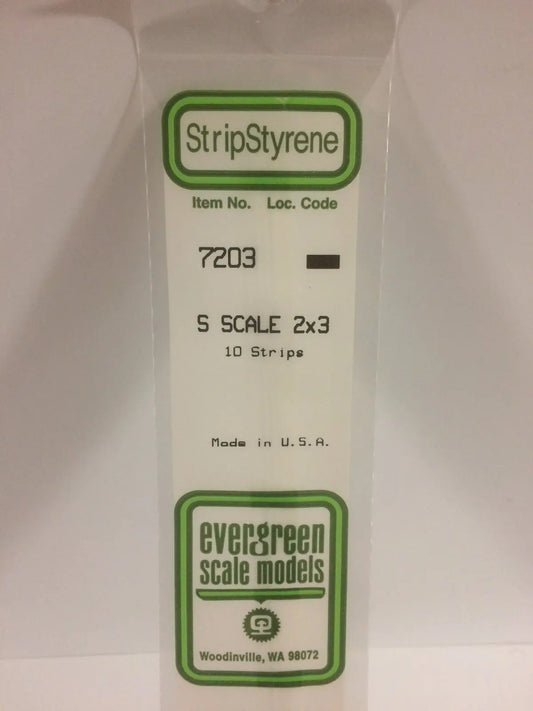 StripStyrene
Item No. Loc. Code
7203
S SCALE 2x3
10 Strips
Made in U.S.A.
evergreen
scale models
Woodinville, WA 98072